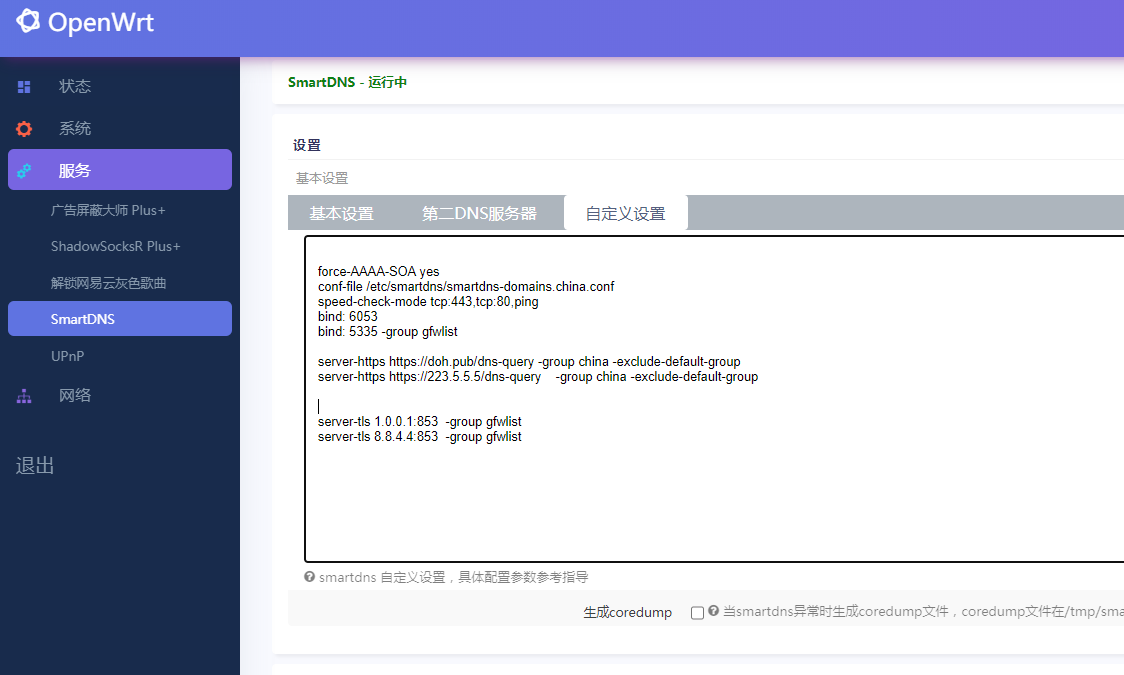 OpenWrt
状态
系统
服务
广告屏蔽大师 Plus+
ShadowSocksR Plus+
解锁网易云灰色歌曲
SmartDNS
UPnP
网络
退出
SmartDNS - 运行中
设置
基本设置
基本设置 第二DNS服务器 自定义设置
force-AAAA-SOA yes
conf-file /etc/smartdns/smartdns-domains.china.conf
speed-check-mode tcp:443,tcp:80,ping
bind: 6053
bind: 5335 -group gfwlist
server-https https://doh.pub/dns-query -group china -exclude-default-group
server-https https://223.5.5.5/dns-query    -group china -exclude-default-group
server-tls 1.0.0.1:853  -group gfwlist
server-tls 8.8.4.4:853  -group gfwlist
smartdns 自定义设置，具体配置参数参考指导
生成coredump 当smartdns异常时生成coredump文件，coredump文件在/tmp/sma